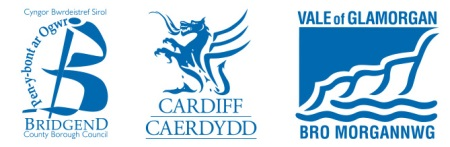 Cyngor Bwrdeistref Sirol
Pen-y-bont ar Ogwr
BRIDGEND
County Borough Council
CARDIFF
CAERDYDD
VALE of GLAMORGAN
BRO MORGANNWG